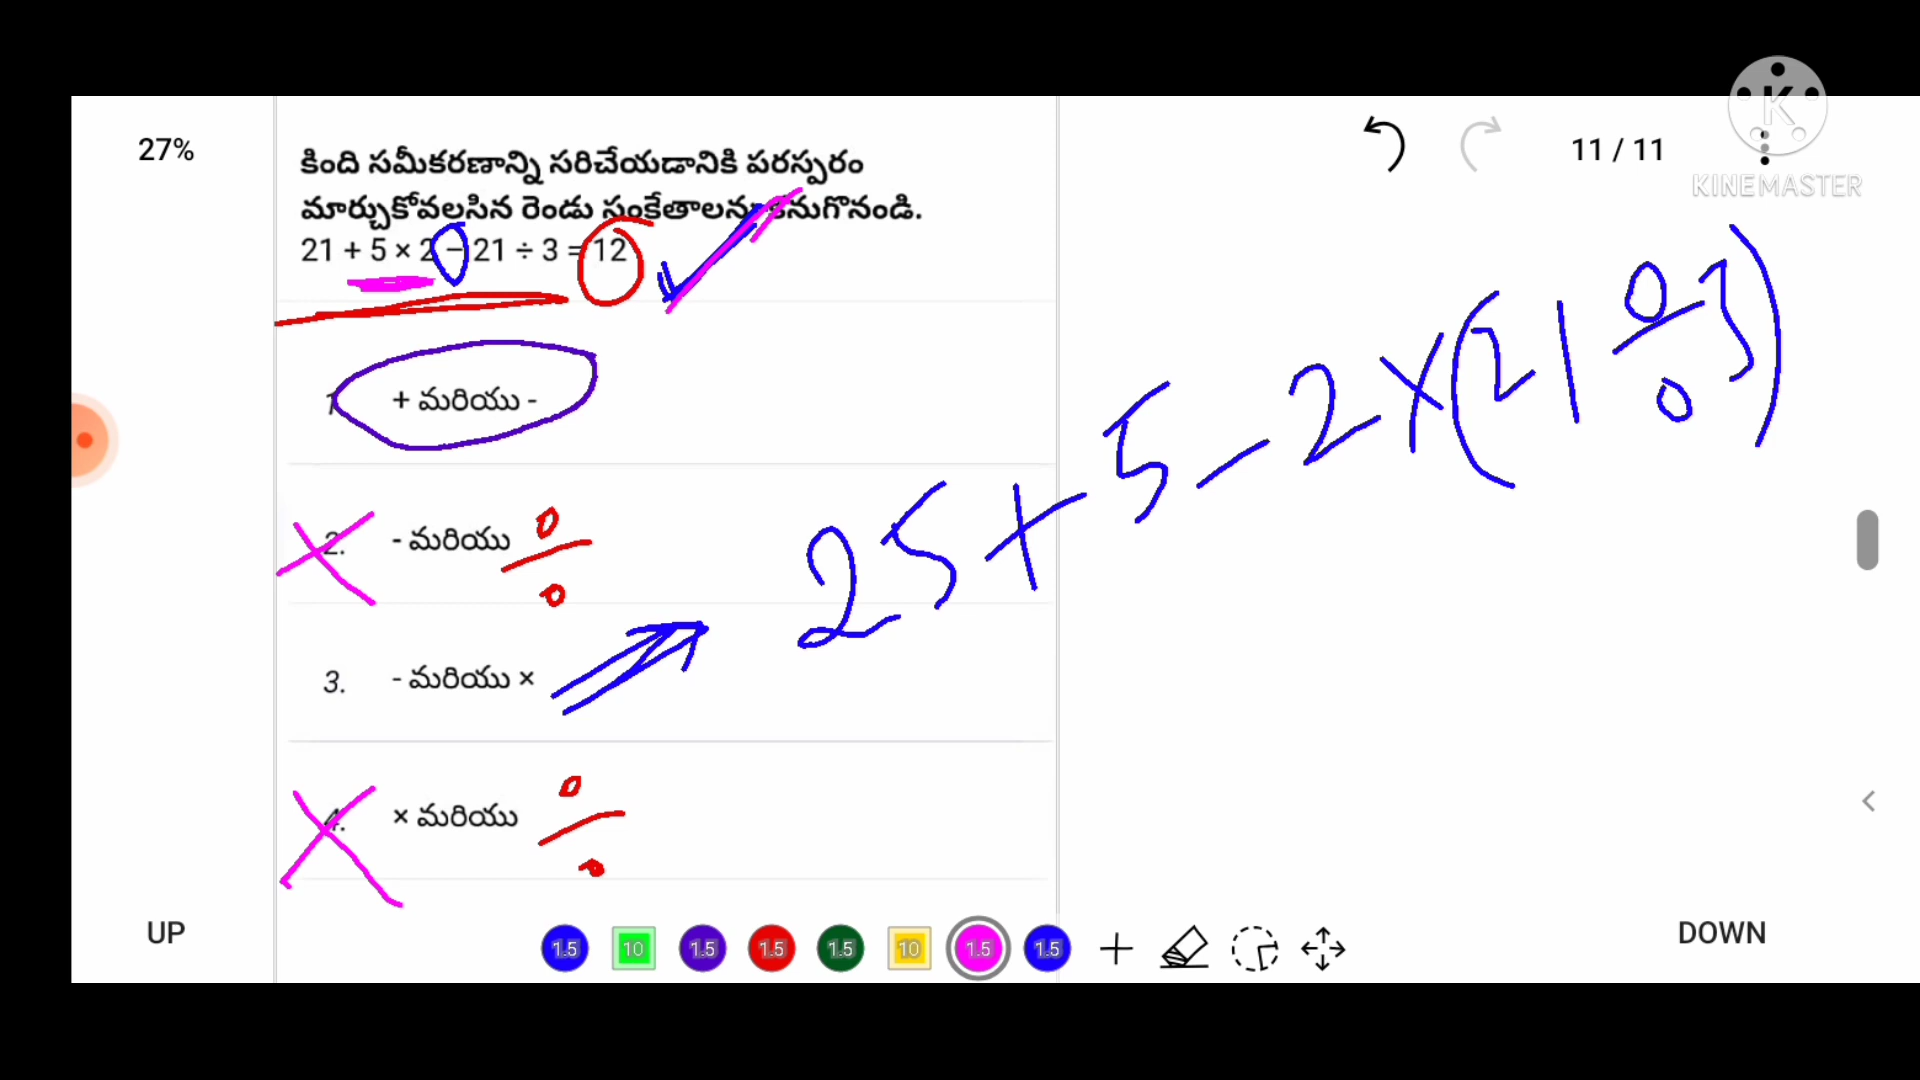 27%
11 / 11
KINEMASTER
కింది సమీకరణాన్ని సరిచేయడానికి పరస్పరం
మార్చుకోవలసిన రెండు సంకేతాలను కనుగొనండి.
21 + 5 × 2 − 21 ÷ 3 = 12
1. + మరియు -
2. - మరియు ÷
3. - మరియు ×
4. × మరియు ÷
25 + 5 - 2 × (21 ÷ 3)
UP
DOWN
1.5 10 1.5 1.5 1.5 10 1.5 1.5